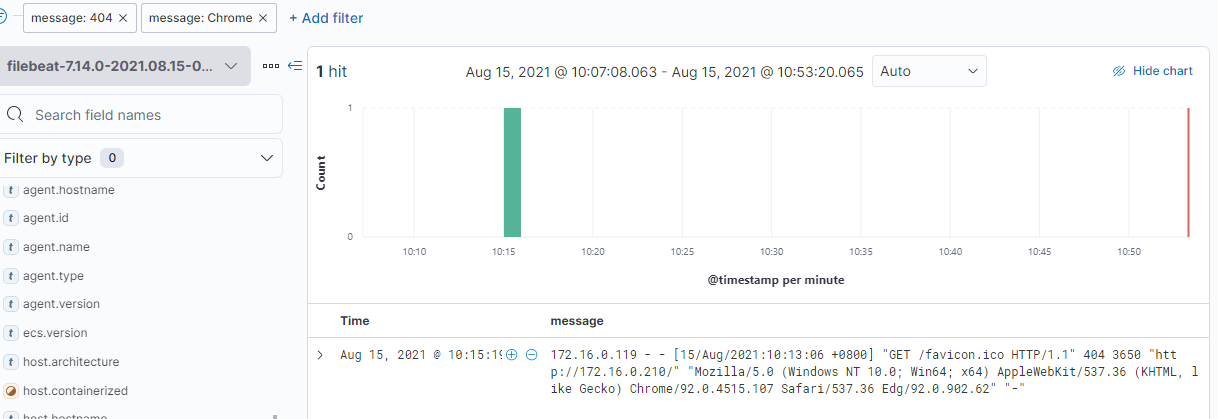 message: 404 × message: Chrome × + Add filter
filebeat-7.14.0-2021.08.15-0...
Search field names
Filter by type 0
t agent.hostname
t agent.id
t agent.name
t agent.type
t agent.version
t ecs.version
t host.architecture
host.containerized
host.hostname
1 hit
Aug 15, 2021 @ 10:07:08.063 - Aug 15, 2021 @ 10:53:20.065 Auto
Hide chart
Count
1
0
10:10 10:15 10:20 10:25 10:30 10:35 10:40 10:45 10:50
@timestamp per minute
Time message
Aug 15, 2021 @ 10:15:19
172.16.0.119 - - [15/Aug/2021:10:13:06 +0800] "GET /favicon.ico HTTP/1.1" 404 3650 "htt
p://172.16.0.210/" "Mozilla/5.0 (Windows NT 10.0; Win64; x64) AppleWebKit/537.36 (KHTML, l
ike Gecko) Chrome/92.0.4515.107 Safari/537.36 Edg/92.0.902.62" "-"